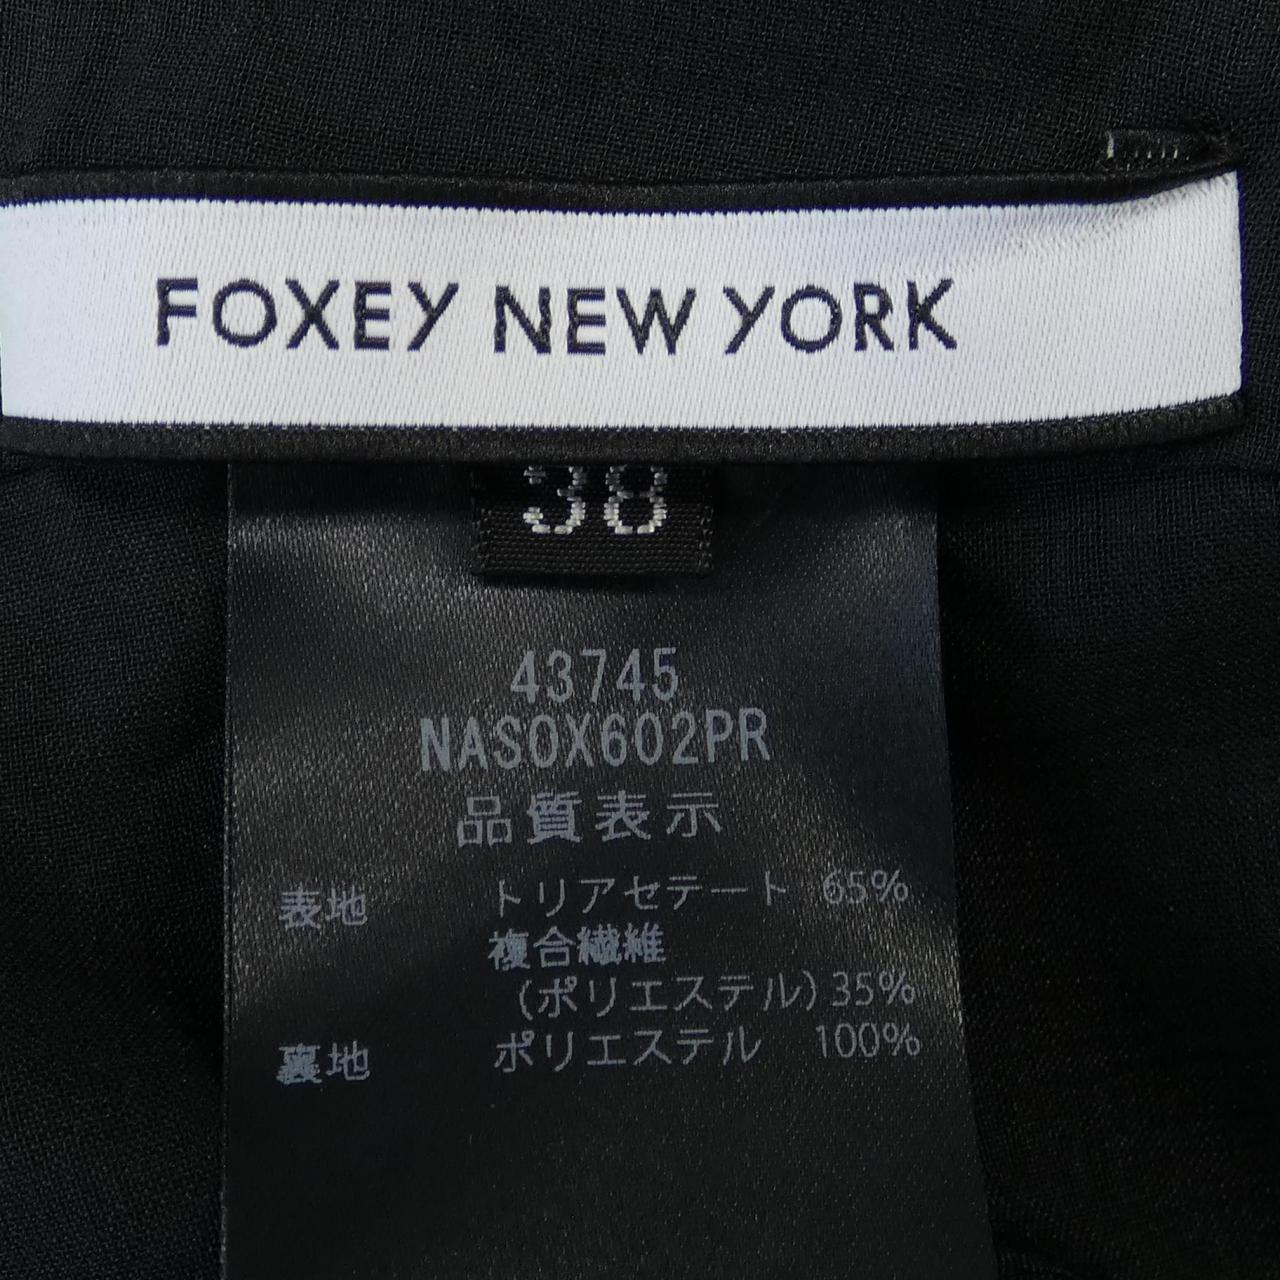 FOXEY NEW YORK
38
43745
NASOX602PR
品質表示
表地 トリアセテート 65%
複合繊維
(ポリエステル) 35%
裏地 ポリエステル 100%